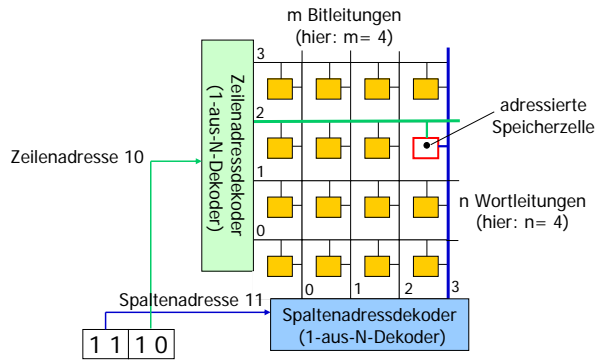 m Bitleitungen
(hier: m= 4)
3
2
1
0
Zeilenadressdekoder
(1-aus-N-Dekoder)
adressierte
Speicherzelle
Zeilenadresse 10
n Wortleitungen
(hier: n= 4)
0
1
2
3
Spaltenadresse 11
Spaltenadressdekoder
(1-aus-N-Dekoder)
1 1 1 0